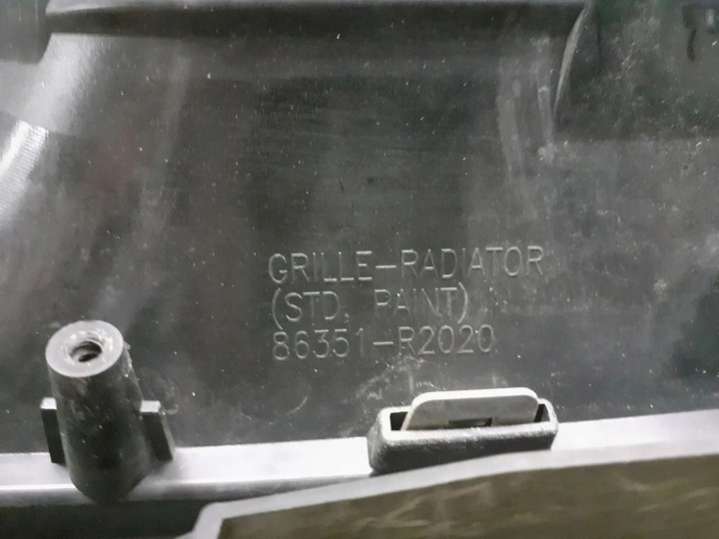 GRILLE-RADIATOR
(STD, PAINT)
86351-R2020